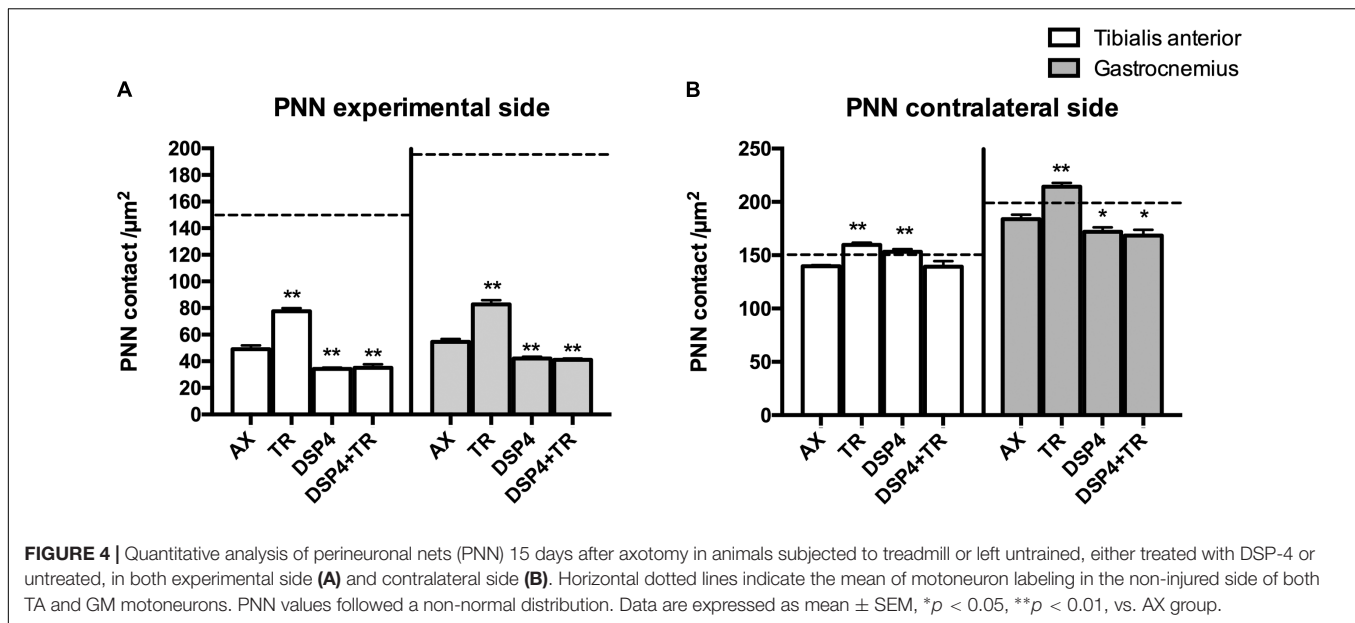 Tibialis anterior
Gastrocnemius
A
PNN experimental side
PNN contact /µm²
200
180
160
140
120
100
80
60
40
20
0
**
**
**
**
**
**
AX
TR
DSP4
DSP4+TR
AX
TR
DSP4
DSP4+TR
B
PNN contralateral side
PNN contact /µm²
250
200
150
100
50
0
**
**
**
*
*
AX
TR
DSP4
DSP4+TR
AX
TR
DSP4
DSP4+TR
FIGURE 4 | Quantitative analysis of perineuronal nets (PNN) 15 days after axotomy in animals subjected to treadmill or left untrained, either treated with DSP-4 or
untreated, in both experimental side (A) and contralateral side (B). Horizontal dotted lines indicate the mean of motoneuron labeling in the non-injured side of both
TA and GM motoneurons. PNN values followed a non-normal distribution. Data are expressed as mean ± SEM, *p < 0.05, **p < 0.01, vs. AX group.